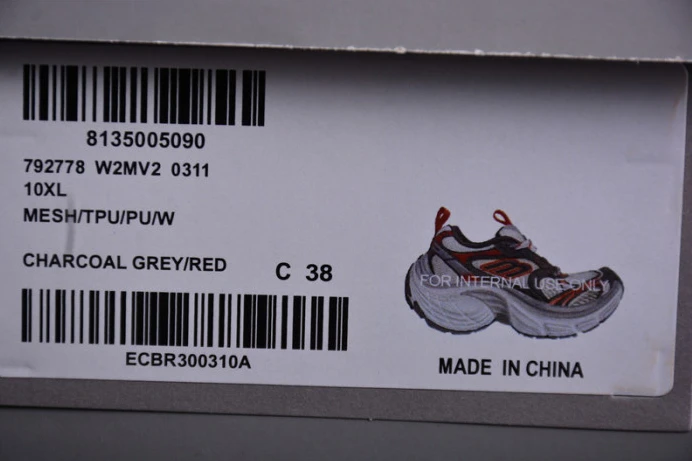 8135005090
792778 W2MV2 0311
10XL
MESH/TPU/PU/W
CHARCOAL GREY/RED
C 38
ECBR300310A
FOR INTERNAL USE ONLY
MADE IN CHINA